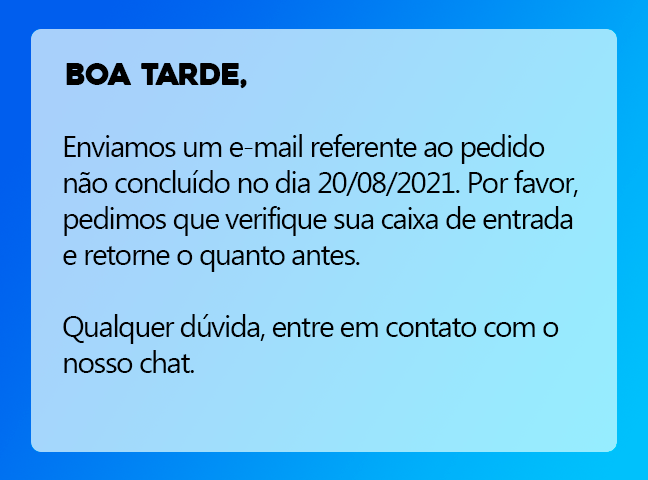 BOA TARDE,
Enviamos um e-mail referente ao pedido
não concluído no dia 20/08/2021. Por favor,
pedimos que verifique sua caixa de entrada
e retorne o quanto antes.
Qualquer dúvida, entre em contato com o
nosso chat.